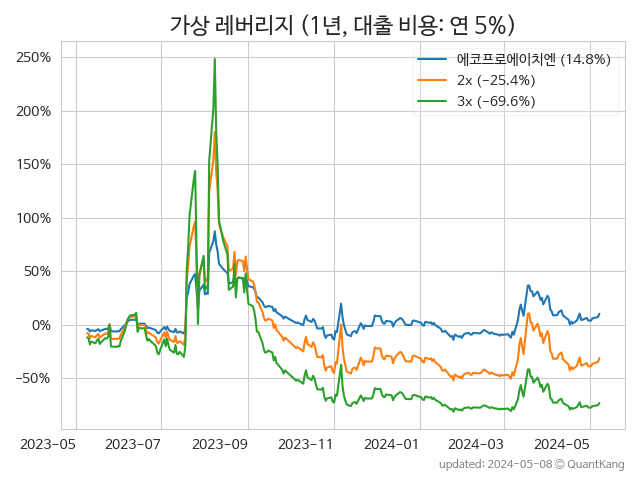 가상 레버리지 (1년, 대출 비용: 연 5%)
250%
200%
150%
100%
50%
0%
−50%
에코프로에이치엔 (14.8%)
2x (−25.4%)
3x (−69.6%)
2023-05 2023-07 2023-09 2023-11 2024-01 2024-03 2024-05
updated: 2024-05-08 © QuantKang